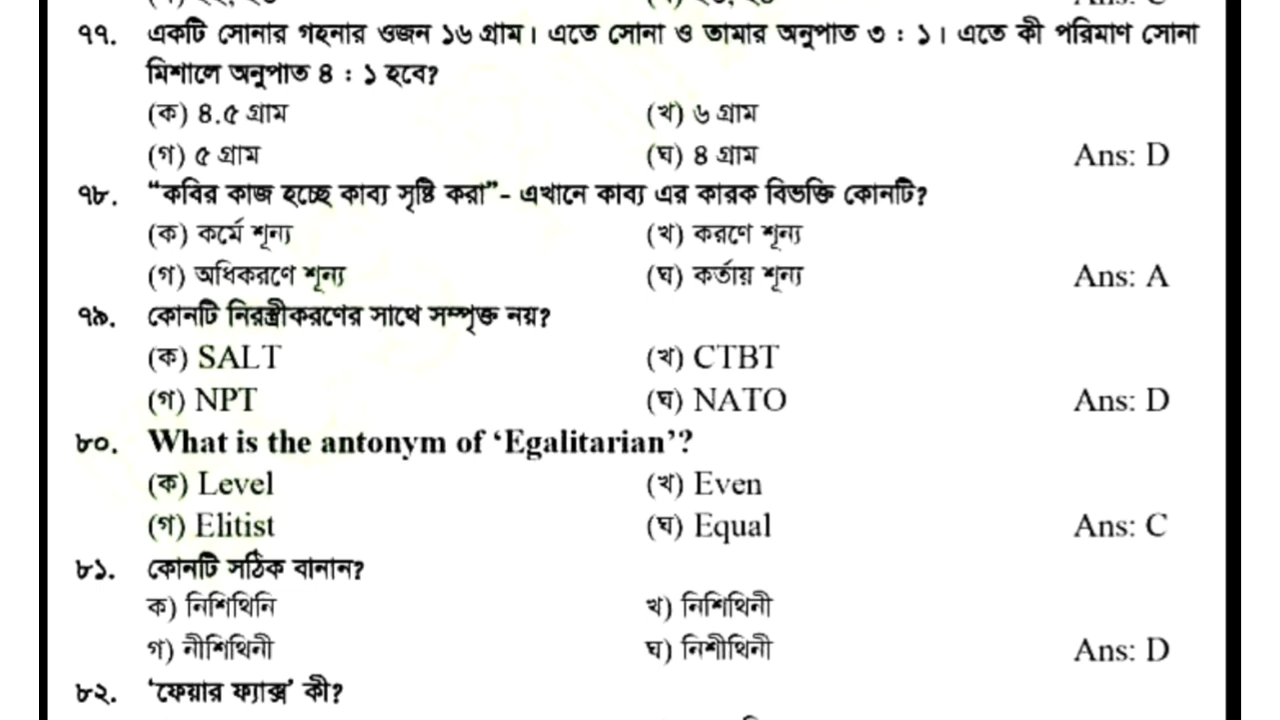 ৭৭. একটি সোনার গহনার ওজন ১৬ গ্রাম। এতে সোনা ও তামার অনুপাত ৩ : ১। এতে কী পরিমাণ সোনা
মিশালে অনুপাত ৪ : ১ হবে?
(ক) ৪.৫ গ্রাম (খ) ৬ গ্রাম
(গ) ৫ গ্রাম (ঘ) ৪ গ্রাম Ans: D
৭৮. “কবির কাজ হচ্ছে কাব্য সৃষ্টি করা”- এখানে কাব্য এর কারক বিভক্তি কোনটি?
(ক) কর্মে শূন্য (খ) করণে শূন্য
(গ) অধিকরণে শূন্য (ঘ) কর্তায় শূন্য Ans: A
৭৯. কোনটি নিরস্ত্রীকরণের সাথে সম্পৃক্ত নয়?
(ক) SALT (খ) CTBT
(গ) NPT (ঘ) NATO Ans: D
৮০. What is the antonym of ‘Egalitarian’?
(ক) Level (খ) Even
(গ) Elitist (ঘ) Equal Ans: C
৮১. কোনটি সঠিক বানান?
ক) নিশিথিনি খ) নিশিথিনী
গ) নীশিথিনী ঘ) নিশীথিনী Ans: D
৮২. ‘ফেয়ার ফ্যাক্স’ কী?